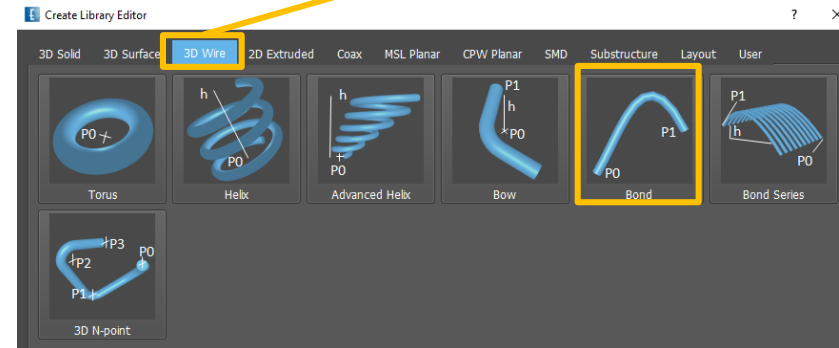 Create Library Editor ? ×
3D Solid 3D Surface 3D Wire 2D Extruded Coax MSL Planar CPW Planar SMD Substructure Layout User
P0
Torus
h
P0
Helix
h
P0
Advanced Helix
P1
h
P0
Bow
P1
P0
Bond
P1
h
P0
Bond Series
P3
P0
P2
P1
3D N-point